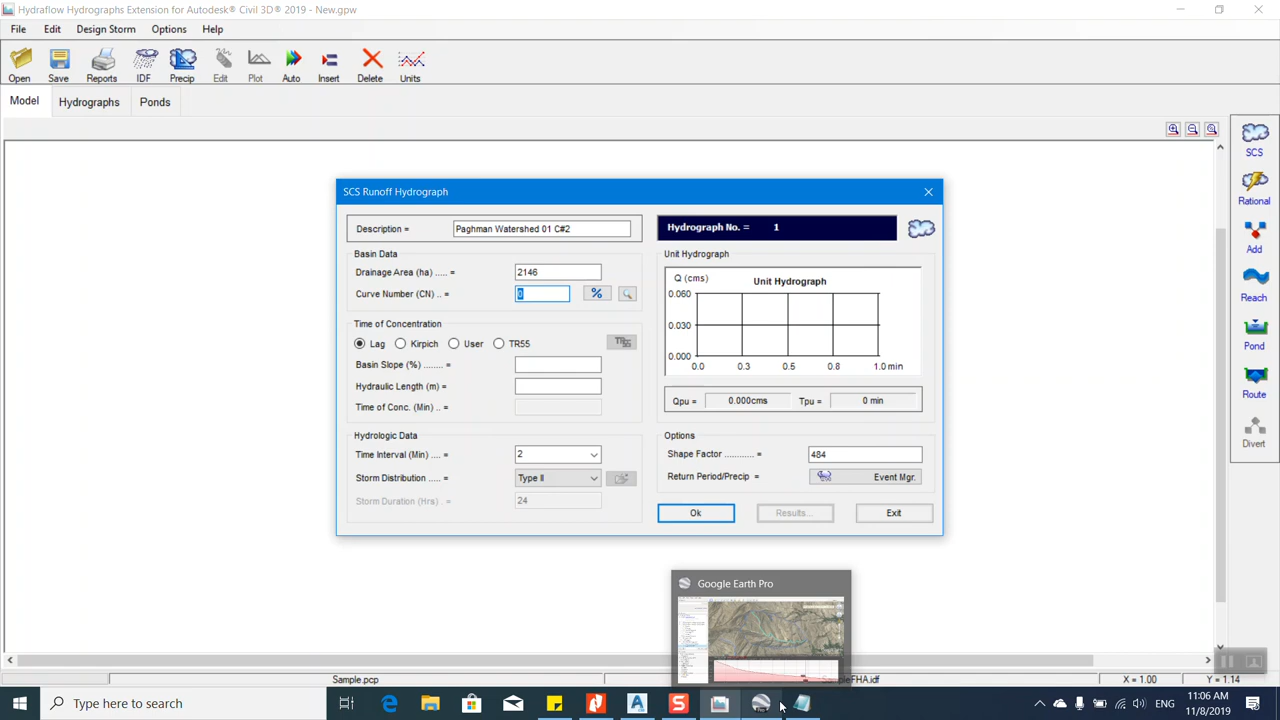 Hydraflow Hydrographs Extension for Autodesk® Civil 3D® 2019 - New.gpw
File Edit Design Storm Options Help
Open Save Reports IDF Precip Edit Plot Auto Insert Delete Units
Model Hydrographs Ponds
SCS
Rational
Add
Reach
Pond
Route
Divert
SCS Runoff Hydrograph
Description = Paghman Watershed 01 C#2
Basin Data
Drainage Area (ha) ..... = 2146
Curve Number (CN) .. = 0 %
Time of Concentration
Lag Kirpich User TR55
Basin Slope (%) ........ =
Hydraulic Length (m) =
Time of Conc. (Min) .. =
Hydrologic Data
Time Interval (Min) .... = 2
Storm Distribution ..... = Type II
Storm Duration (Hrs) . = 24
Hydrograph No. = 1
Unit Hydrograph
Q (cms) Unit Hydrograph
0.060
0.030
0.000
0.0 0.3 0.5 0.8 1.0 min
Qpu = 0.000cms Tpu = 0 min
Options
Shape Factor ............ = 484
Return Period/Precip = Event Mgr.
Ok Results... Exit
Google Earth Pro
Sample.pcp
FHA.idf
X = 1.00 Y = 1.14
Type here to search
ENG
11:06 AM
11/8/2019